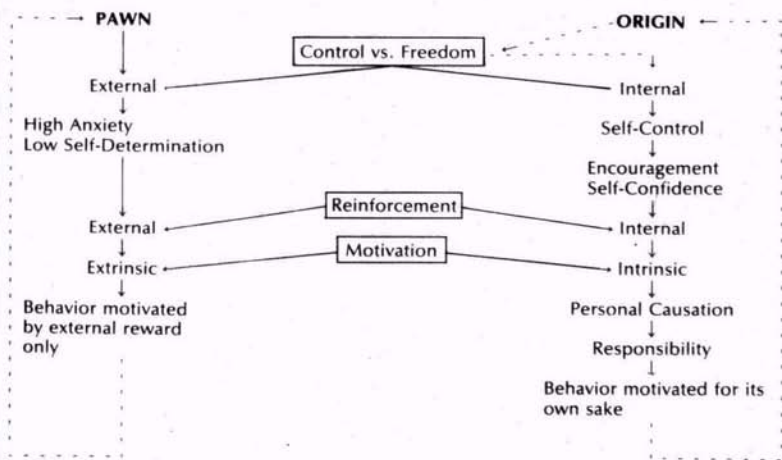 PAWN
ORIGIN
Control vs. Freedom
External
Internal
High Anxiety
Low Self-Determination
Self-Control
Encouragement
Self-Confidence
Reinforcement
External
Internal
Motivation
Extrinsic
Intrinsic
Behavior motivated
by external reward
only
Personal Causation
Responsibility
Behavior motivated for its
own sake